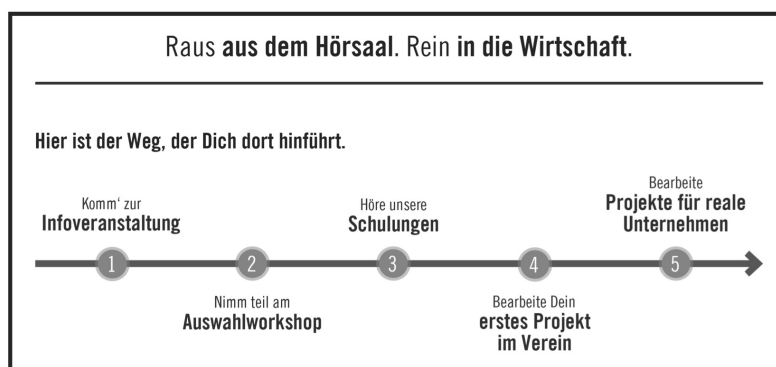 Raus aus dem Hörsaal. Rein in die Wirtschaft.
Hier ist der Weg, der Dich dort hinführt.
Komm' zur
Infoveranstaltung
Höre unsere
Schulungen
Bearbeite
Projekte für reale
Unternehmen
1
2
3
4
5
Nimm teil am
Auswahlworkshop
Bearbeite Dein
erstes Projekt
im Verein